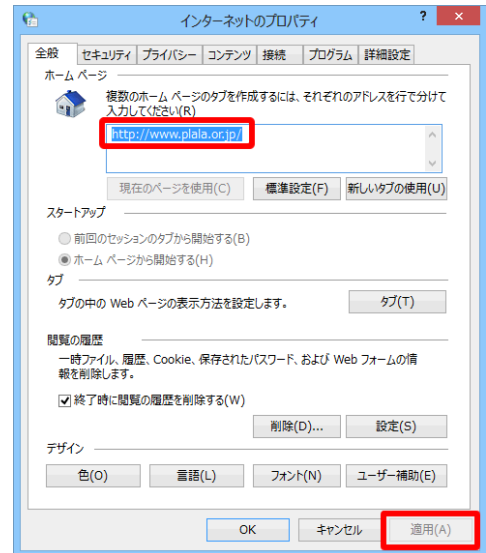 インターネットのプロパティ
?
×
全般 セキュリティ プライバシー コンテンツ 接続 プログラム 詳細設定
ホーム ページ
複数のホーム ページのタブを作成するには、それぞれのアドレスを行で分けて
入力してください(R)
http://www.plala.or.jp/
現在のページを使用(C) 標準設定(F) 新しいタブの使用(U)
スタートアップ
前回のセッションのタブから開始する(B)
ホーム ページから開始する(H)
タブ
タブの中の Web ページの表示方法を設定します。 タブ(T)
閲覧の履歴
一時ファイル、履歴、Cookie、保存されたパスワード、および Web フォームの情
報を削除します。
終了時に閲覧の履歴を削除する(W)
削除(D)... 設定(S)
デザイン
色(O) 言語(L) フォント(N) ユーザー補助(E)
OK キャンセル 適用(A)